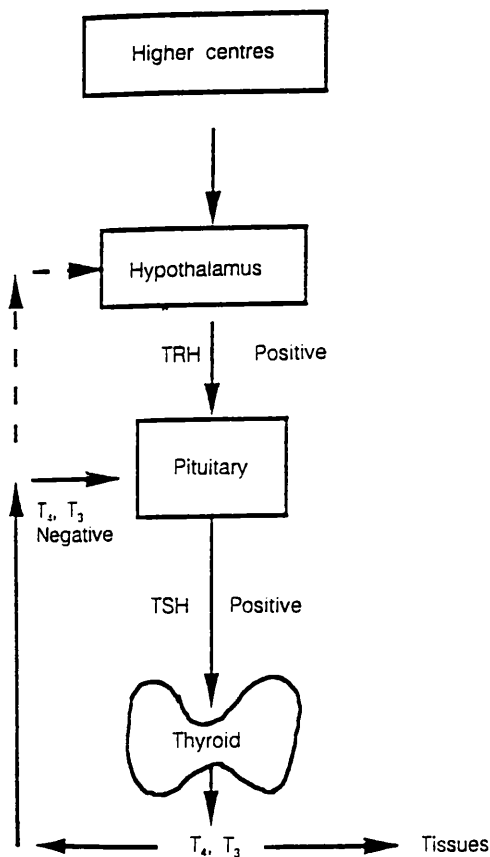 Higher centres
Hypothalamus
TRH Positive
Pituitary
T₄, T₃
Negative
TSH Positive
Thyroid
T₄, T₃ Tissues